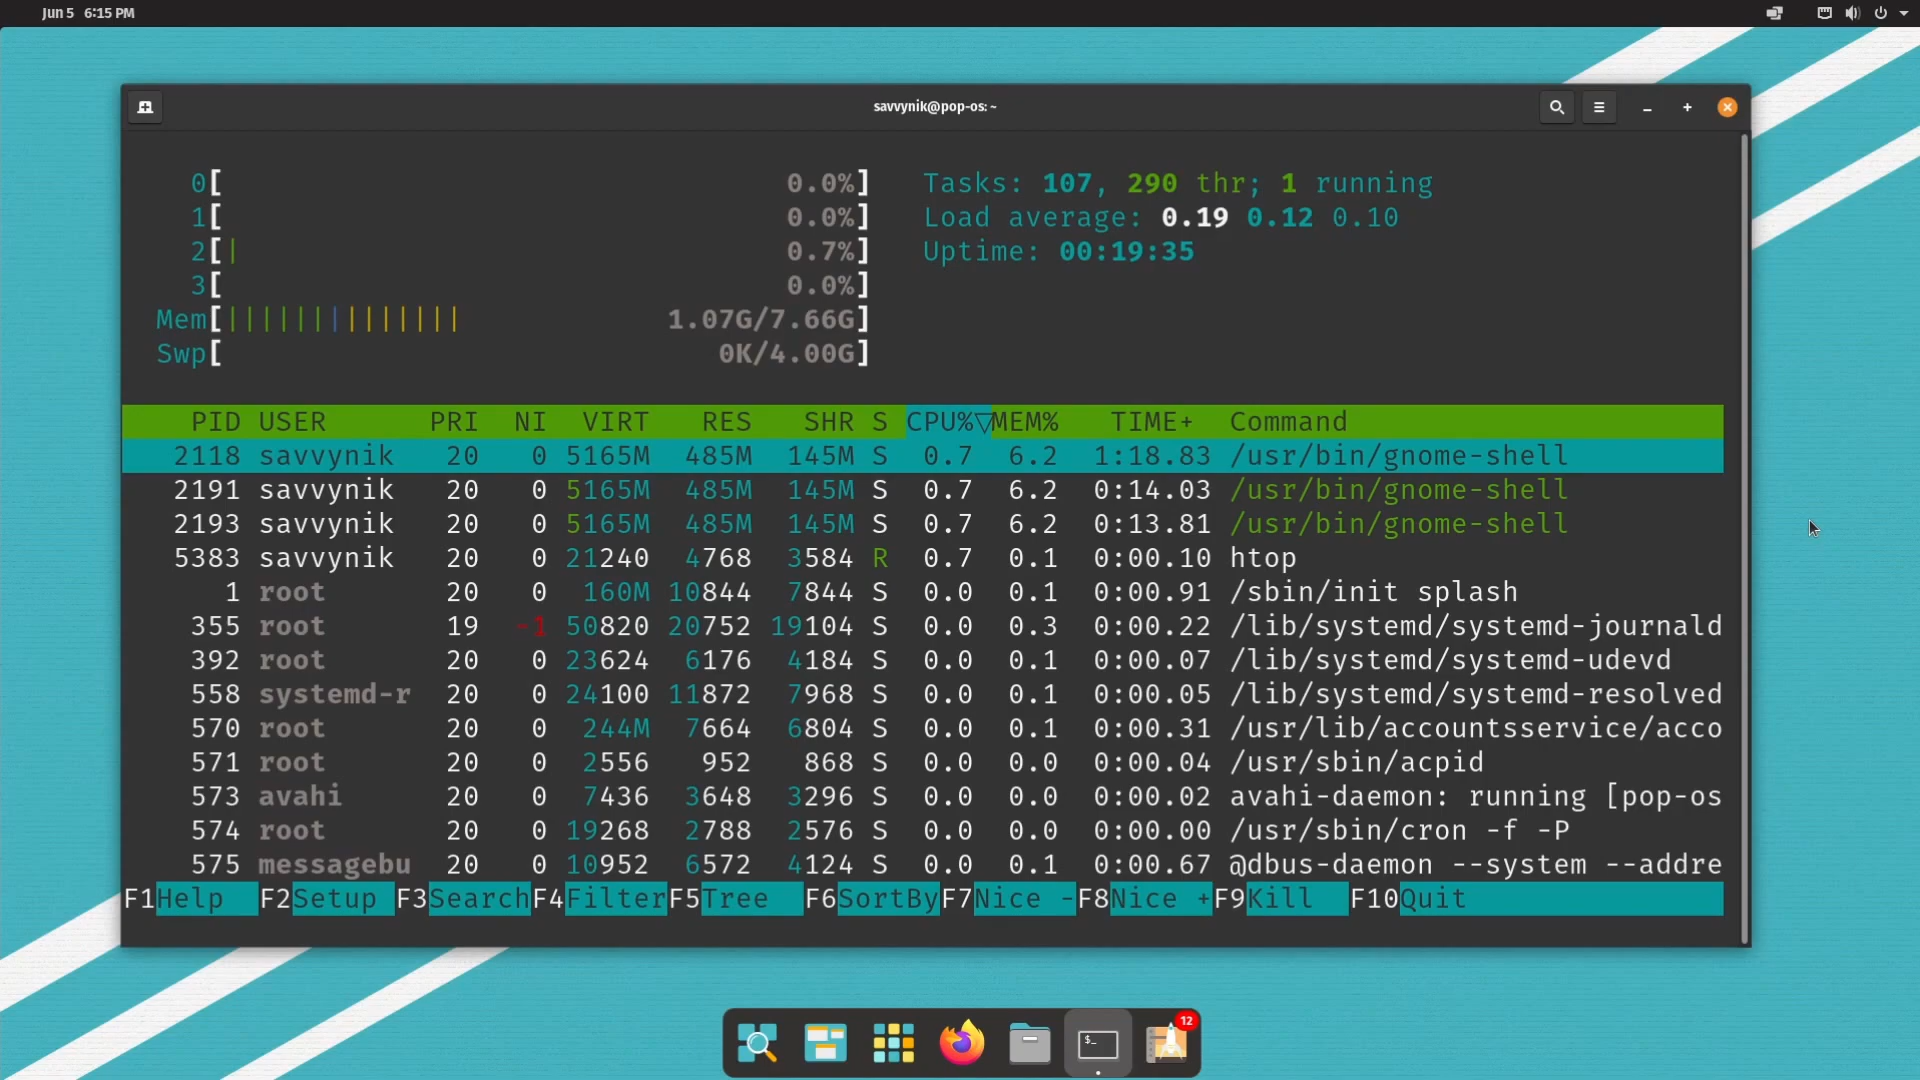 Jun 5 6:15 PM
savvynik@pop-os: ~
0[ 0.0%] Tasks: 107, 290 thr; 1 running
1[ 0.0%] Load average: 0.19 0.12 0.10
2[| 0.7%] Uptime: 00:19:35
3[ 0.0%]
Mem[|||||||||||||| 1.07G/7.66G]
Swp[ 0K/4.00G]
PID USER PRI NI VIRT RES SHR S CPU%▽MEM% TIME+ Command
2118 savvynik 20 0 5165M 485M 145M S 0.7 6.2 1:18.83 /usr/bin/gnome-shell
2191 savvynik 20 0 5165M 485M 145M S 0.7 6.2 0:14.03 /usr/bin/gnome-shell
2193 savvynik 20 0 5165M 485M 145M S 0.7 6.2 0:13.81 /usr/bin/gnome-shell
5383 savvynik 20 0 21240 4768 3584 R 0.7 0.1 0:00.10 htop
1 root 20 0 160M 10844 7844 S 0.0 0.1 0:00.91 /sbin/init splash
355 root 19 -1 50820 20752 19104 S 0.0 0.3 0:00.22 /lib/systemd/systemd-journald
392 root 20 0 23624 6176 4184 S 0.0 0.1 0:00.07 /lib/systemd/systemd-udevd
558 systemd-r 20 0 24100 11872 7968 S 0.0 0.1 0:00.05 /lib/systemd/systemd-resolved
570 root 20 0 244M 7664 6804 S 0.0 0.1 0:00.31 /usr/lib/accountsservice/acco
571 root 20 0 2556 952 868 S 0.0 0.0 0:00.04 /usr/sbin/acpid
573 avahi 20 0 7436 3648 3296 S 0.0 0.0 0:00.02 avahi-daemon: running [pop-os
574 root 20 0 19268 2788 2576 S 0.0 0.0 0:00.00 /usr/sbin/cron -f -P
575 messagebu 20 0 10952 6572 4124 S 0.0 0.1 0:00.67 @dbus-daemon --system --addre
F1Help F2Setup F3SearchF4FilterF5Tree F6SortByF7Nice -F8Nice +F9Kill F10Quit
$_
12